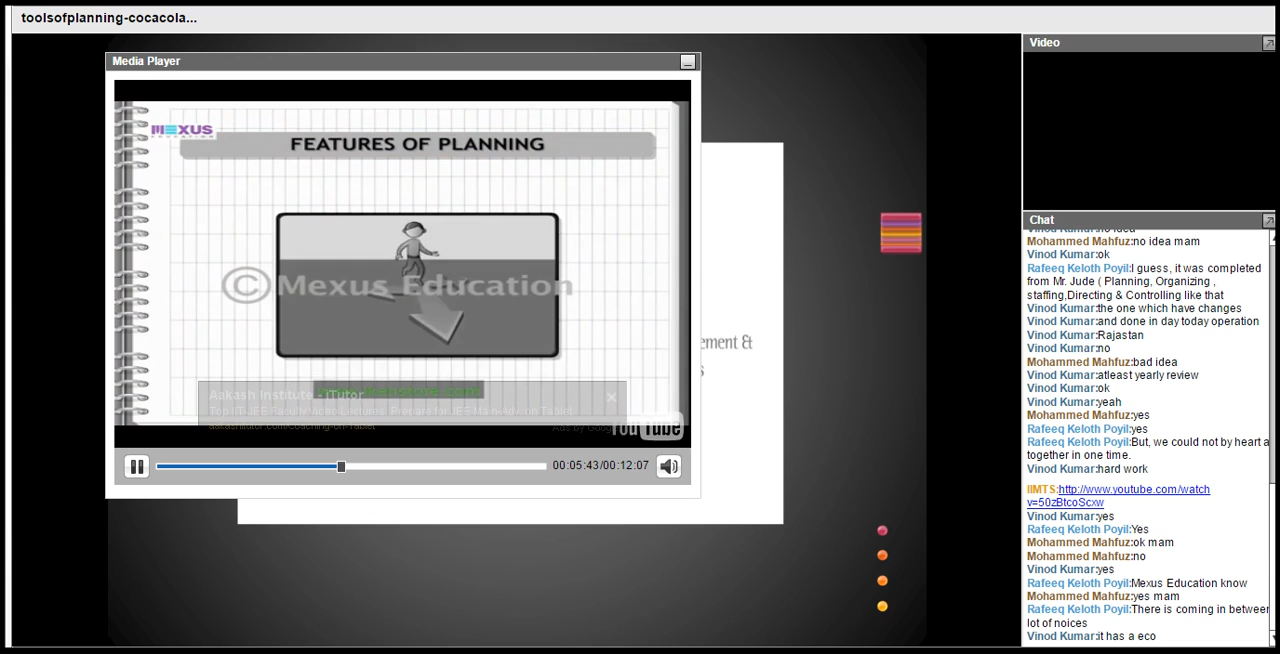 toolsofplanning-cocacola...
Media Player
MEXUS
EDUCATION
FEATURES OF PLANNING
© Mexus Education
Aakash Institute - iTutor
Top IIT-JEE Faculty Video Lectures. Prepare for JEE Main-Adv. on Tablet
aakashitutor.com/Coaching-on-Tablet
Ads by Google
YouTube
00:05:43/00:12:07
ement &
s
Video
Chat
Vinod Kumar:no idea
Mohammed Mahfuz:no idea mam
Vinod Kumar:ok
Rafeeq Keloth Poyil:I guess, it was completed
from Mr. Jude ( Planning, Organizing ,
staffing,Directing & Controlling like that
Vinod Kumar:the one which have changes
Vinod Kumar:and done in day today operation
Vinod Kumar:Rajastan
Vinod Kumar:no
Mohammed Mahfuz:bad idea
Vinod Kumar:atleast yearly review
Vinod Kumar:ok
Vinod Kumar:yeah
Mohammed Mahfuz:yes
Rafeeq Keloth Poyil:yes
Rafeeq Keloth Poyil:But, we could not by heart a
together in one time.
Vinod Kumar:hard work
IIMTS:http://www.youtube.com/watch
v=50zBtcoScxw
Vinod Kumar:yes
Rafeeq Keloth Poyil:Yes
Mohammed Mahfuz:ok mam
Mohammed Mahfuz:no
Vinod Kumar:yes
Rafeeq Keloth Poyil:Mexus Education know
Mohammed Mahfuz:yes mam
Rafeeq Keloth Poyil:There is coming in between
lot of noices
Vinod Kumar:it has a eco